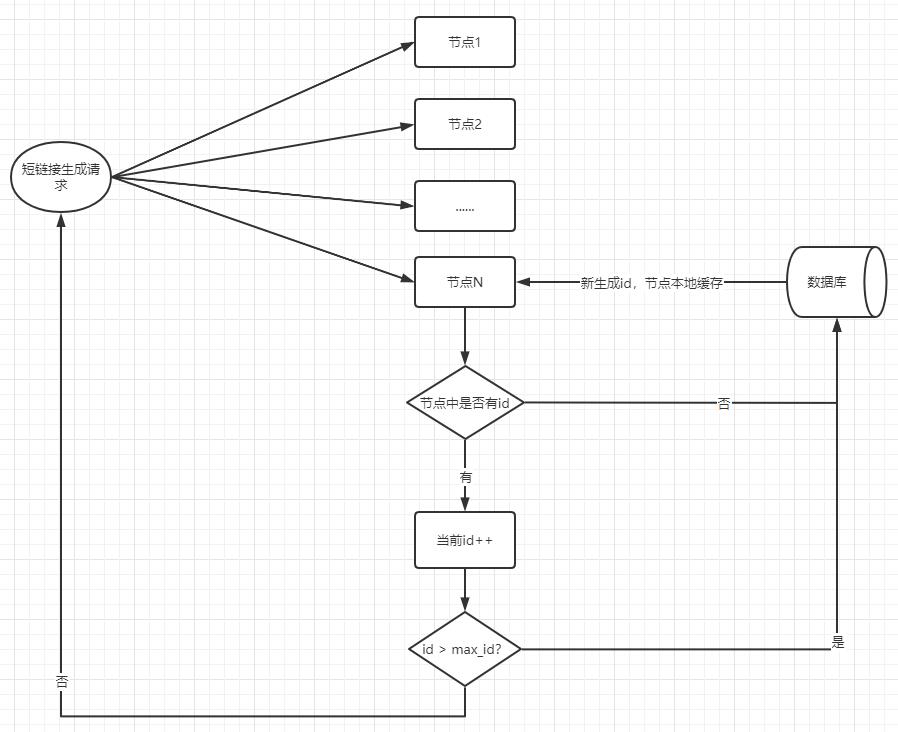 节点1
节点2
短链接生成请
求
......
节点N
新生成id，节点本地缓存
数据库
节点中是否有id
否
有
当前id++
id > max_id?
是
否